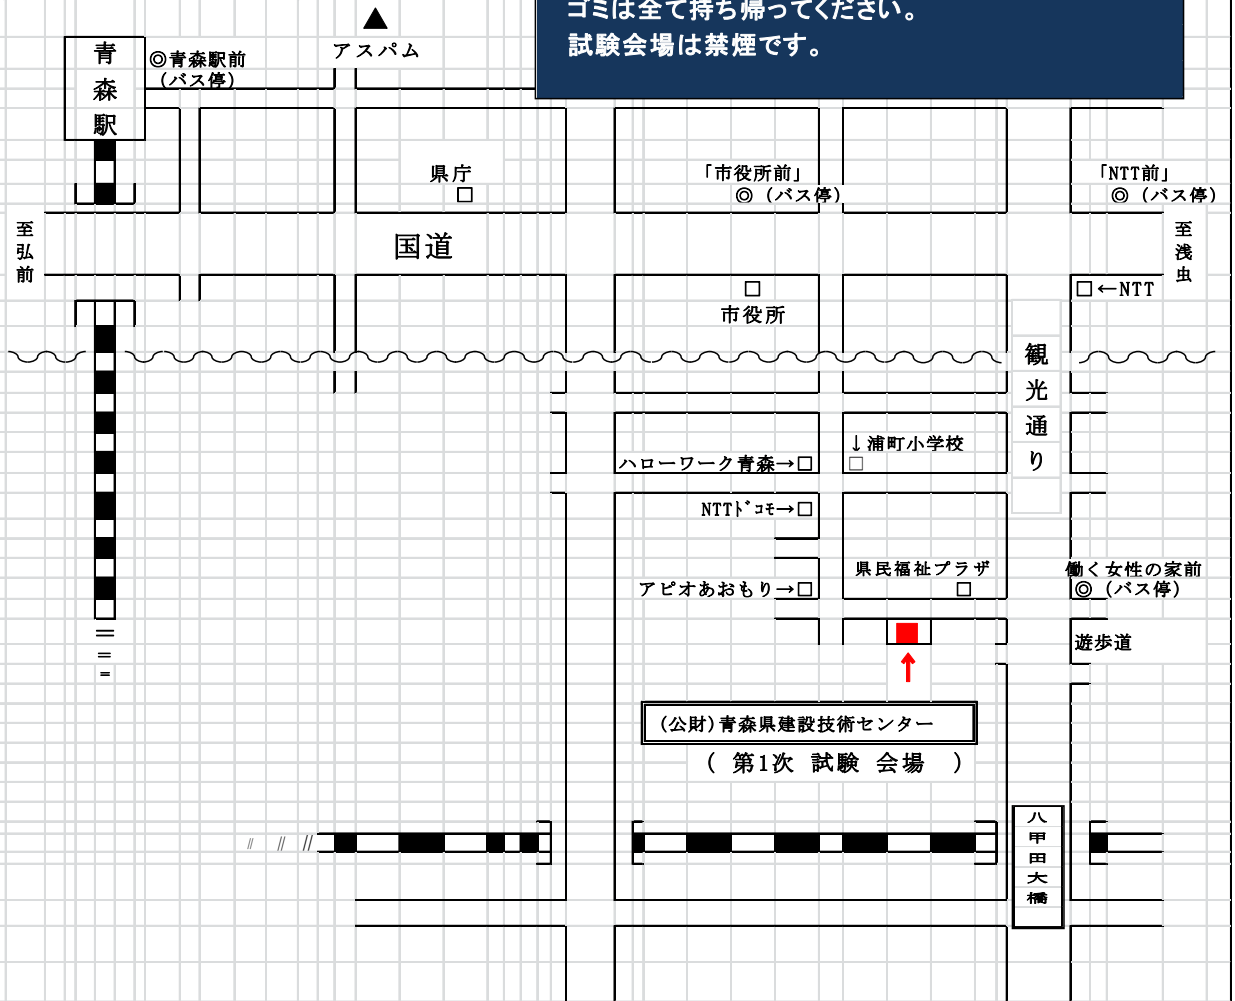 ゴミは全て持ち帰ってください。
試験会場は禁煙です。
▲
アスパム
青森駅
◎青森駅前
（バス停）
県庁
□
「市役所前」
◎（バス停）
「NTT前」
◎（バス停）
至弘前
国道
至浅虫
□
市役所
□←NTT
観光通り
↓浦町小学校
□
ハローワーク青森→□
NTTﾄﾞｺﾓ→□
県民福祉プラザ
□
アピオあおもり→□
働く女性の家前
◎（バス停）
遊歩道
(公財)青森県建設技術センター
（ 第1次 試験 会場 ）
八甲田大橋